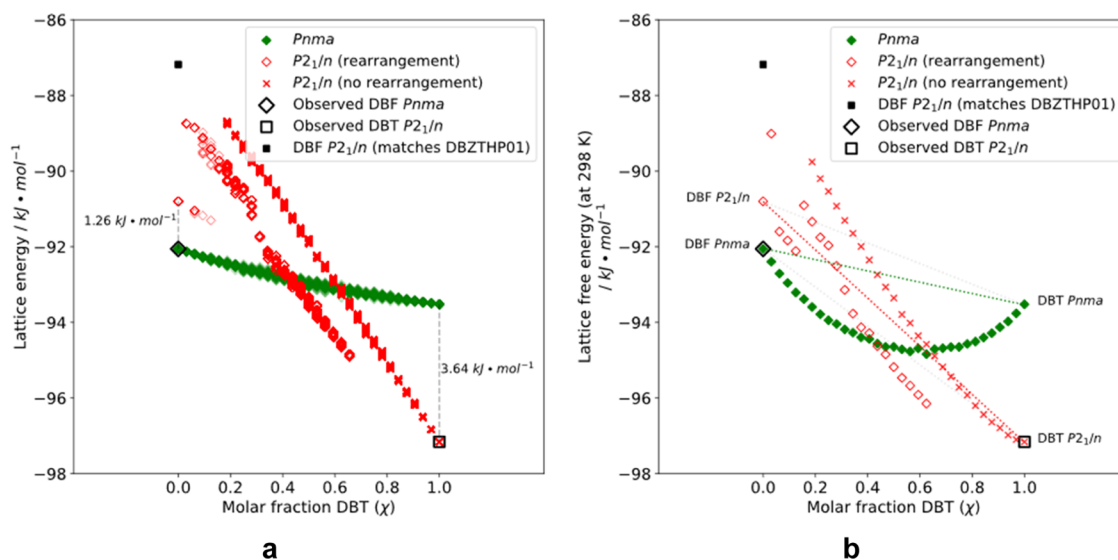 −86
−88
−90
−92
−94
−96
−98
Lattice energy / kJ • mol⁻¹
Pnma
P2₁/n (rearrangement)
P2₁/n (no rearrangement)
Observed DBF Pnma
Observed DBT P2₁/n
DBF P2₁/n (matches DBZTHP01)
1.26 kJ • mol⁻¹
3.64 kJ • mol⁻¹
0.0 0.2 0.4 0.6 0.8 1.0
Molar fraction DBT (χ)
a
−86
−88
−90
−92
−94
−96
−98
Lattice free energy (at 298 K)
/ kJ • mol⁻¹
Pnma
P2₁/n (rearrangement)
P2₁/n (no rearrangement)
DBF P2₁/n (matches DBZTHP01)
Observed DBF Pnma
Observed DBT P2₁/n
DBF P2₁/n
DBF Pnma
DBT Pnma
DBT P2₁/n
0.0 0.2 0.4 0.6 0.8 1.0
Molar fraction DBT (χ)
b